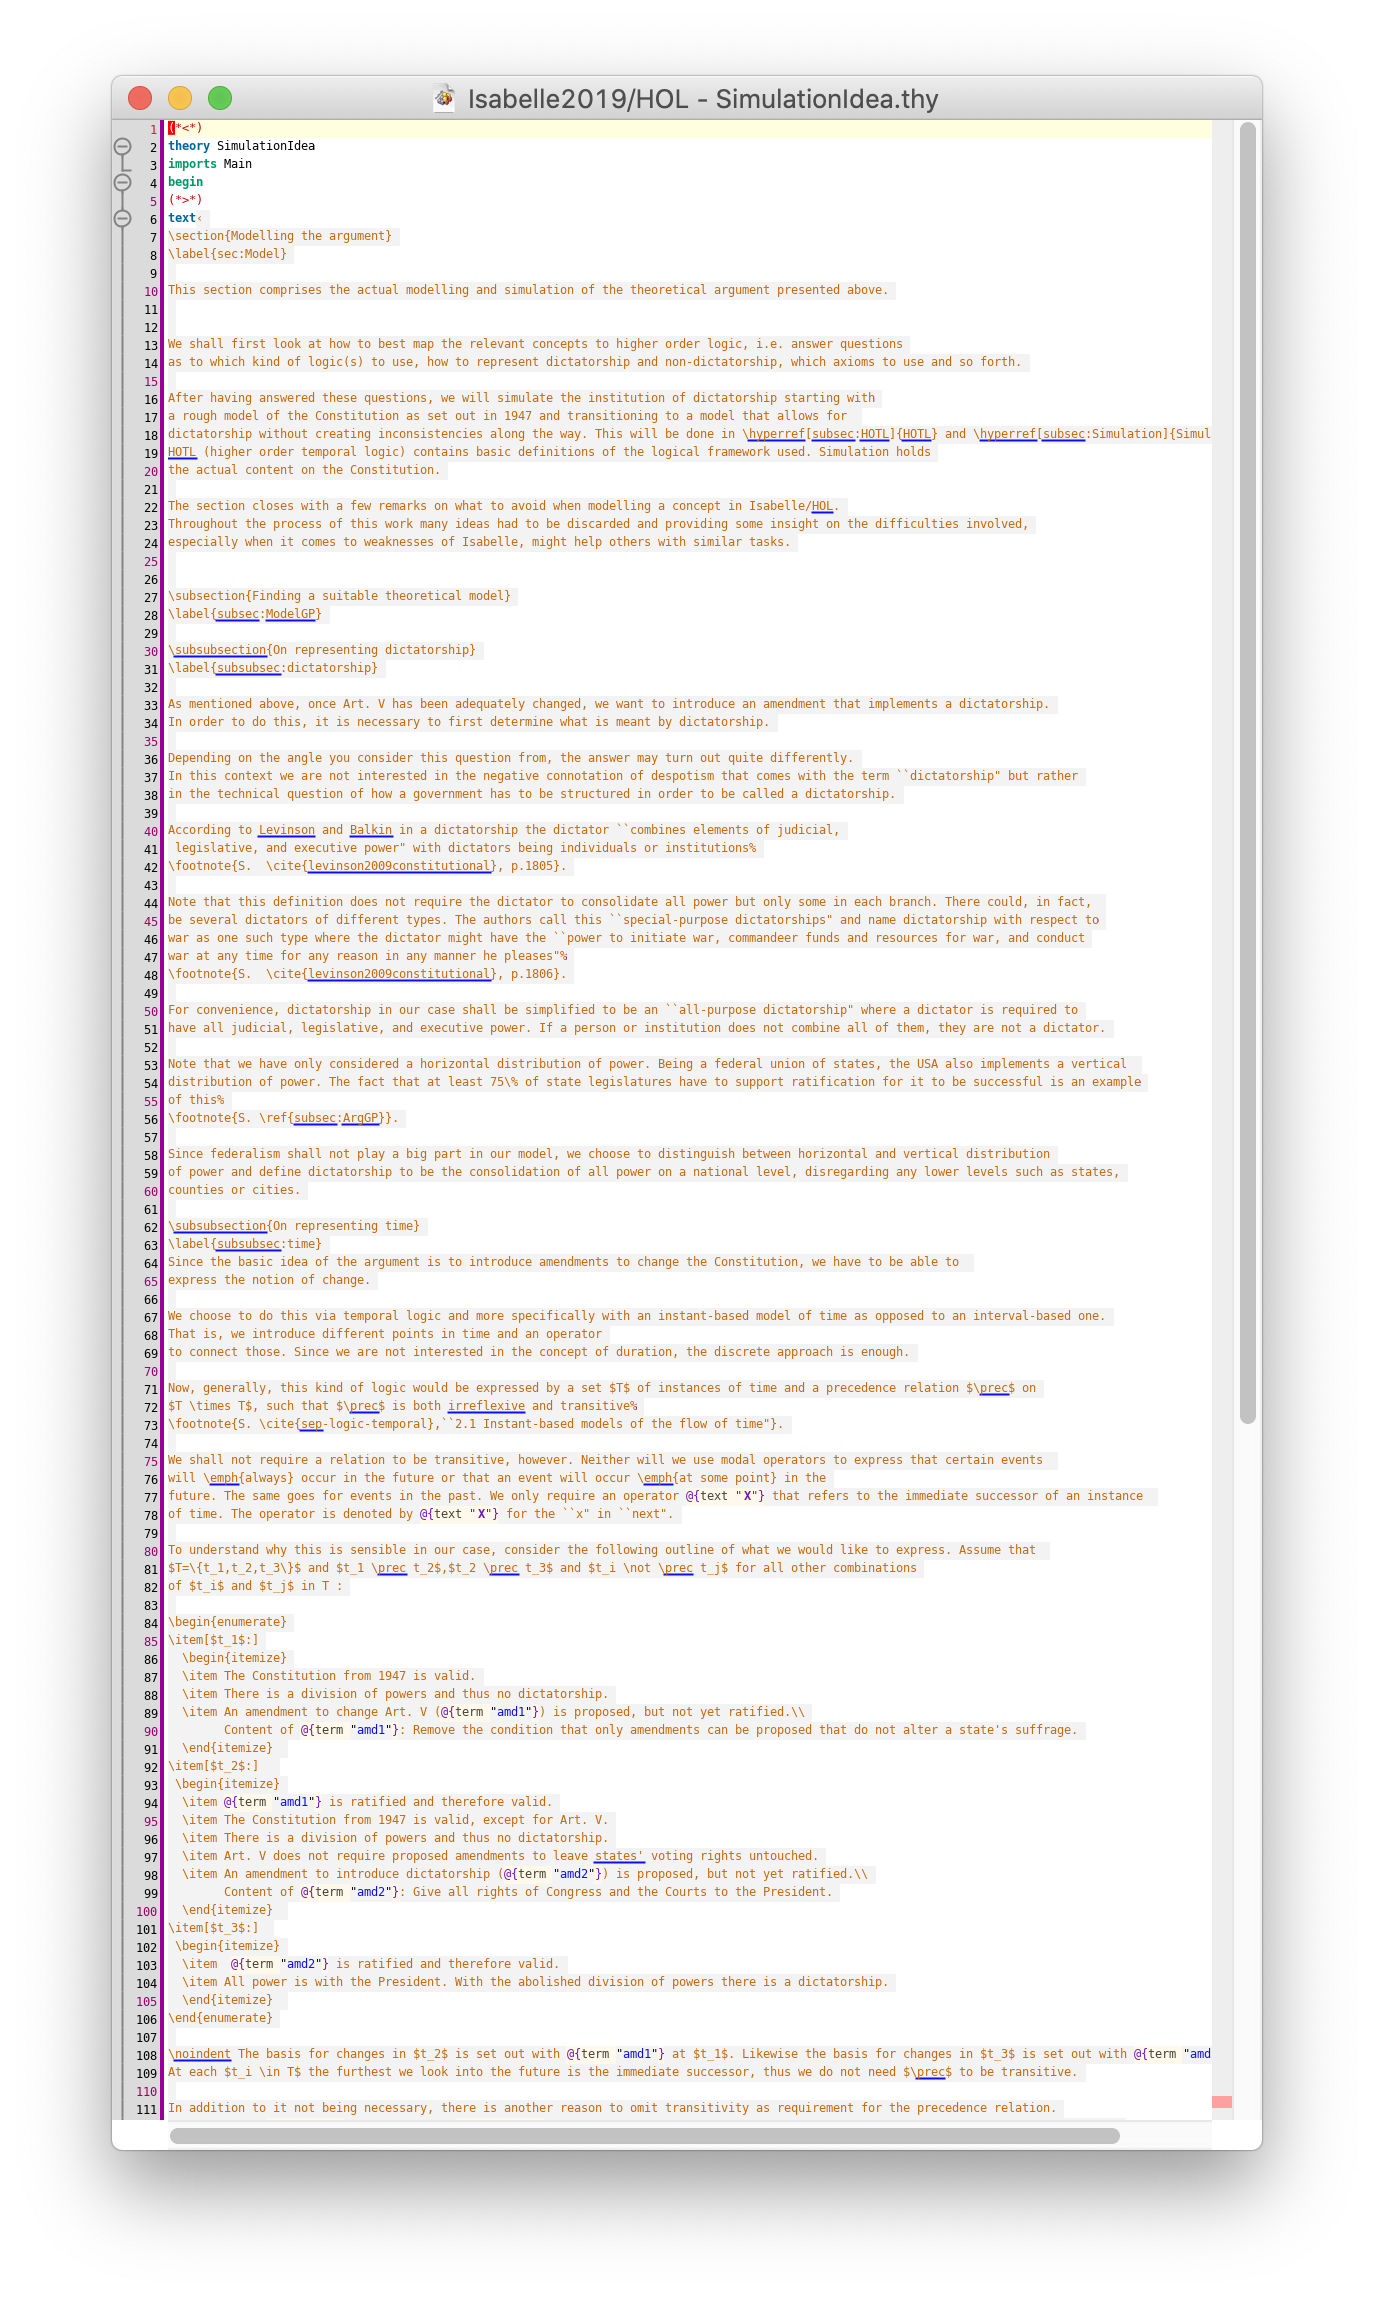 Isabelle2019/HOL - SimulationIdea.thy
1 (*<*)
2 theory SimulationIdea
3 imports Main
4 begin
5 (*>*)
6 text‹
7 \section{Modelling the argument}
8 \label{sec:Model}
9
10 This section comprises the actual modelling and simulation of the theoretical argument presented above.
11
12
13 We shall first look at how to best map the relevant concepts to higher order logic, i.e. answer questions
14 as to which kind of logic(s) to use, how to represent dictatorship and non-dictatorship, which axioms to use and so forth.
15
16 After having answered these questions, we will simulate the institution of dictatorship starting with
17 a rough model of the Constitution as set out in 1947 and transitioning to a model that allows for
18 dictatorship without creating inconsistencies along the way. This will be done in \hyperref[subsec:HOTL]{HOTL} and \hyperref[subsec:Simulation]{Simul
19 HOTL (higher order temporal logic) contains basic definitions of the logical framework used. Simulation holds
20 the actual content on the Constitution.
21
22 The section closes with a few remarks on what to avoid when modelling a concept in Isabelle/HOL.
23 Throughout the process of this work many ideas had to be discarded and providing some insight on the difficulties involved,
24 especially when it comes to weaknesses of Isabelle, might help others with similar tasks.
25
26
27 \subsection{Finding a suitable theoretical model}
28 \label{subsec:ModelGP}
29
30 \subsubsection{On representing dictatorship}
31 \label{subsubsec:dictatorship}
32
33 As mentioned above, once Art. V has been adequately changed, we want to introduce an amendment that implements a dictatorship.
34 In order to do this, it is necessary to first determine what is meant by dictatorship.
35
36 Depending on the angle you consider this question from, the answer may turn out quite differently.
37 In this context we are not interested in the negative connotation of despotism that comes with the term ``dictatorship" but rather
38 in the technical question of how a government has to be structured in order to be called a dictatorship.
39
40 According to Levinson and Balkin in a dictatorship the dictator ``combines elements of judicial,
41  legislative, and executive power" with dictators being individuals or institutions%
42 \footnote{S.  \cite{levinson2009constitutional}, p.1805}.
43
44 Note that this definition does not require the dictator to consolidate all power but only some in each branch. There could, in fact,
45 be several dictators of different types. The authors call this ``special-purpose dictatorships" and name dictatorship with respect to
46 war as one such type where the dictator might have the ``power to initiate war, commandeer funds and resources for war, and conduct
47 war at any time for any reason in any manner he pleases"%
48 \footnote{S.  \cite{levinson2009constitutional}, p.1806}.
49
50 For convenience, dictatorship in our case shall be simplified to be an ``all-purpose dictatorship" where a dictator is required to
51 have all judicial, legislative, and executive power. If a person or institution does not combine all of them, they are not a dictator.
52
53 Note that we have only considered a horizontal distribution of power. Being a federal union of states, the USA also implements a vertical
54 distribution of power. The fact that at least 75\% of state legislatures have to support ratification for it to be successful is an example
55 of this%
56 \footnote{S. \ref{subsec:ArgGP}}.
57
58 Since federalism shall not play a big part in our model, we choose to distinguish between horizontal and vertical distribution
59 of power and define dictatorship to be the consolidation of all power on a national level, disregarding any lower levels such as states,
60 counties or cities.
61
62 \subsubsection{On representing time}
63 \label{subsubsec:time}
64 Since the basic idea of the argument is to introduce amendments to change the Constitution, we have to be able to
65 express the notion of change.
66
67 We choose to do this via temporal logic and more specifically with an instant-based model of time as opposed to an interval-based one.
68 That is, we introduce different points in time and an operator
69 to connect those. Since we are not interested in the concept of duration, the discrete approach is enough.
70
71 Now, generally, this kind of logic would be expressed by a set $T$ of instances of time and a precedence relation $\prec$ on
72 $T \times T$, such that $\prec$ is both irreflexive and transitive%
73 \footnote{S. \cite{sep-logic-temporal},``2.1 Instant-based models of the flow of time"}.
74
75 We shall not require a relation to be transitive, however. Neither will we use modal operators to express that certain events
76 will \emph{always} occur in the future or that an event will occur \emph{at some point} in the
77 future. The same goes for events in the past. We only require an operator @{text "X"} that refers to the immediate successor of an instance
78 of time. The operator is denoted by @{text "X"} for the ``x" in ``next".
79
80 To understand why this is sensible in our case, consider the following outline of what we would like to express. Assume that
81 $T=\{t_1,t_2,t_3\}$ and $t_1 \prec t_2$,$t_2 \prec t_3$ and $t_i \not \prec t_j$ for all other combinations
82 of $t_i$ and $t_j$ in T :
83
84 \begin{enumerate}
85 \item[$t_1$:]
86   \begin{itemize}
87   \item The Constitution from 1947 is valid.
88   \item There is a division of powers and thus no dictatorship.
89   \item An amendment to change Art. V (@{term "amd1"}) is proposed, but not yet ratified.\\
90         Content of @{term "amd1"}: Remove the condition that only amendments can be proposed that do not alter a state's suffrage.
91   \end{itemize}
92 \item[$t_2$:]
93  \begin{itemize}
94   \item @{term "amd1"} is ratified and therefore valid.
95   \item The Constitution from 1947 is valid, except for Art. V.
96   \item There is a division of powers and thus no dictatorship.
97   \item Art. V does not require proposed amendments to leave states' voting rights untouched.
98   \item An amendment to introduce dictatorship (@{term "amd2"}) is proposed, but not yet ratified.\\
99         Content of @{term "amd2"}: Give all rights of Congress and the Courts to the President.
100   \end{itemize}
101 \item[$t_3$:]
102  \begin{itemize}
103   \item  @{term "amd2"} is ratified and therefore valid.
104   \item All power is with the President. With the abolished division of powers there is a dictatorship.
105   \end{itemize}
106 \end{enumerate}
107
108 \noindent The basis for changes in $t_2$ is set out with @{term "amd1"} at $t_1$. Likewise the basis for changes in $t_3$ is set out with @{term "amd
109 At each $t_i \in T$ the furthest we look into the future is the immediate successor, thus we do not need $\prec$ to be transitive.
110
111 In addition to it not being necessary, there is another reason to omit transitivity as requirement for the precedence relation.